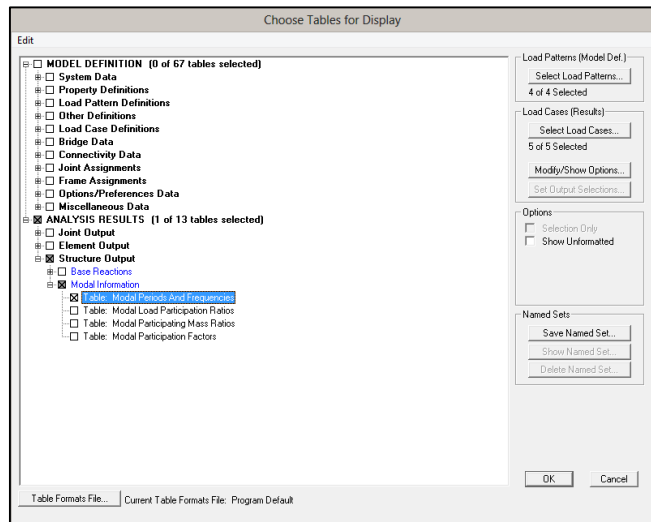 Choose Tables for Display
Edit
MODEL DEFINITION (0 of 67 tables selected)
System Data
Property Definitions
Load Pattern Definitions
Other Definitions
Load Case Definitions
Bridge Data
Connectivity Data
Joint Assignments
Frame Assignments
Options/Preferences Data
Miscellaneous Data
ANALYSIS RESULTS (1 of 13 tables selected)
Joint Output
Element Output
Structure Output
Base Reactions
Modal Information
Table: Modal Periods And Frequencies
Table: Modal Load Participation Ratios
Table: Modal Participating Mass Ratios
Table: Modal Participation Factors
Load Patterns (Model Def.)
Select Load Patterns...
4 of 4 Selected
Load Cases (Results)
Select Load Cases...
5 of 5 Selected
Modify/Show Options...
Set Output Selections...
Options
Selection Only
Show Unformatted
Named Sets
Save Named Set...
Show Named Set...
Delete Named Set...
OK Cancel
Table Formats File... Current Table Formats File: Program Default